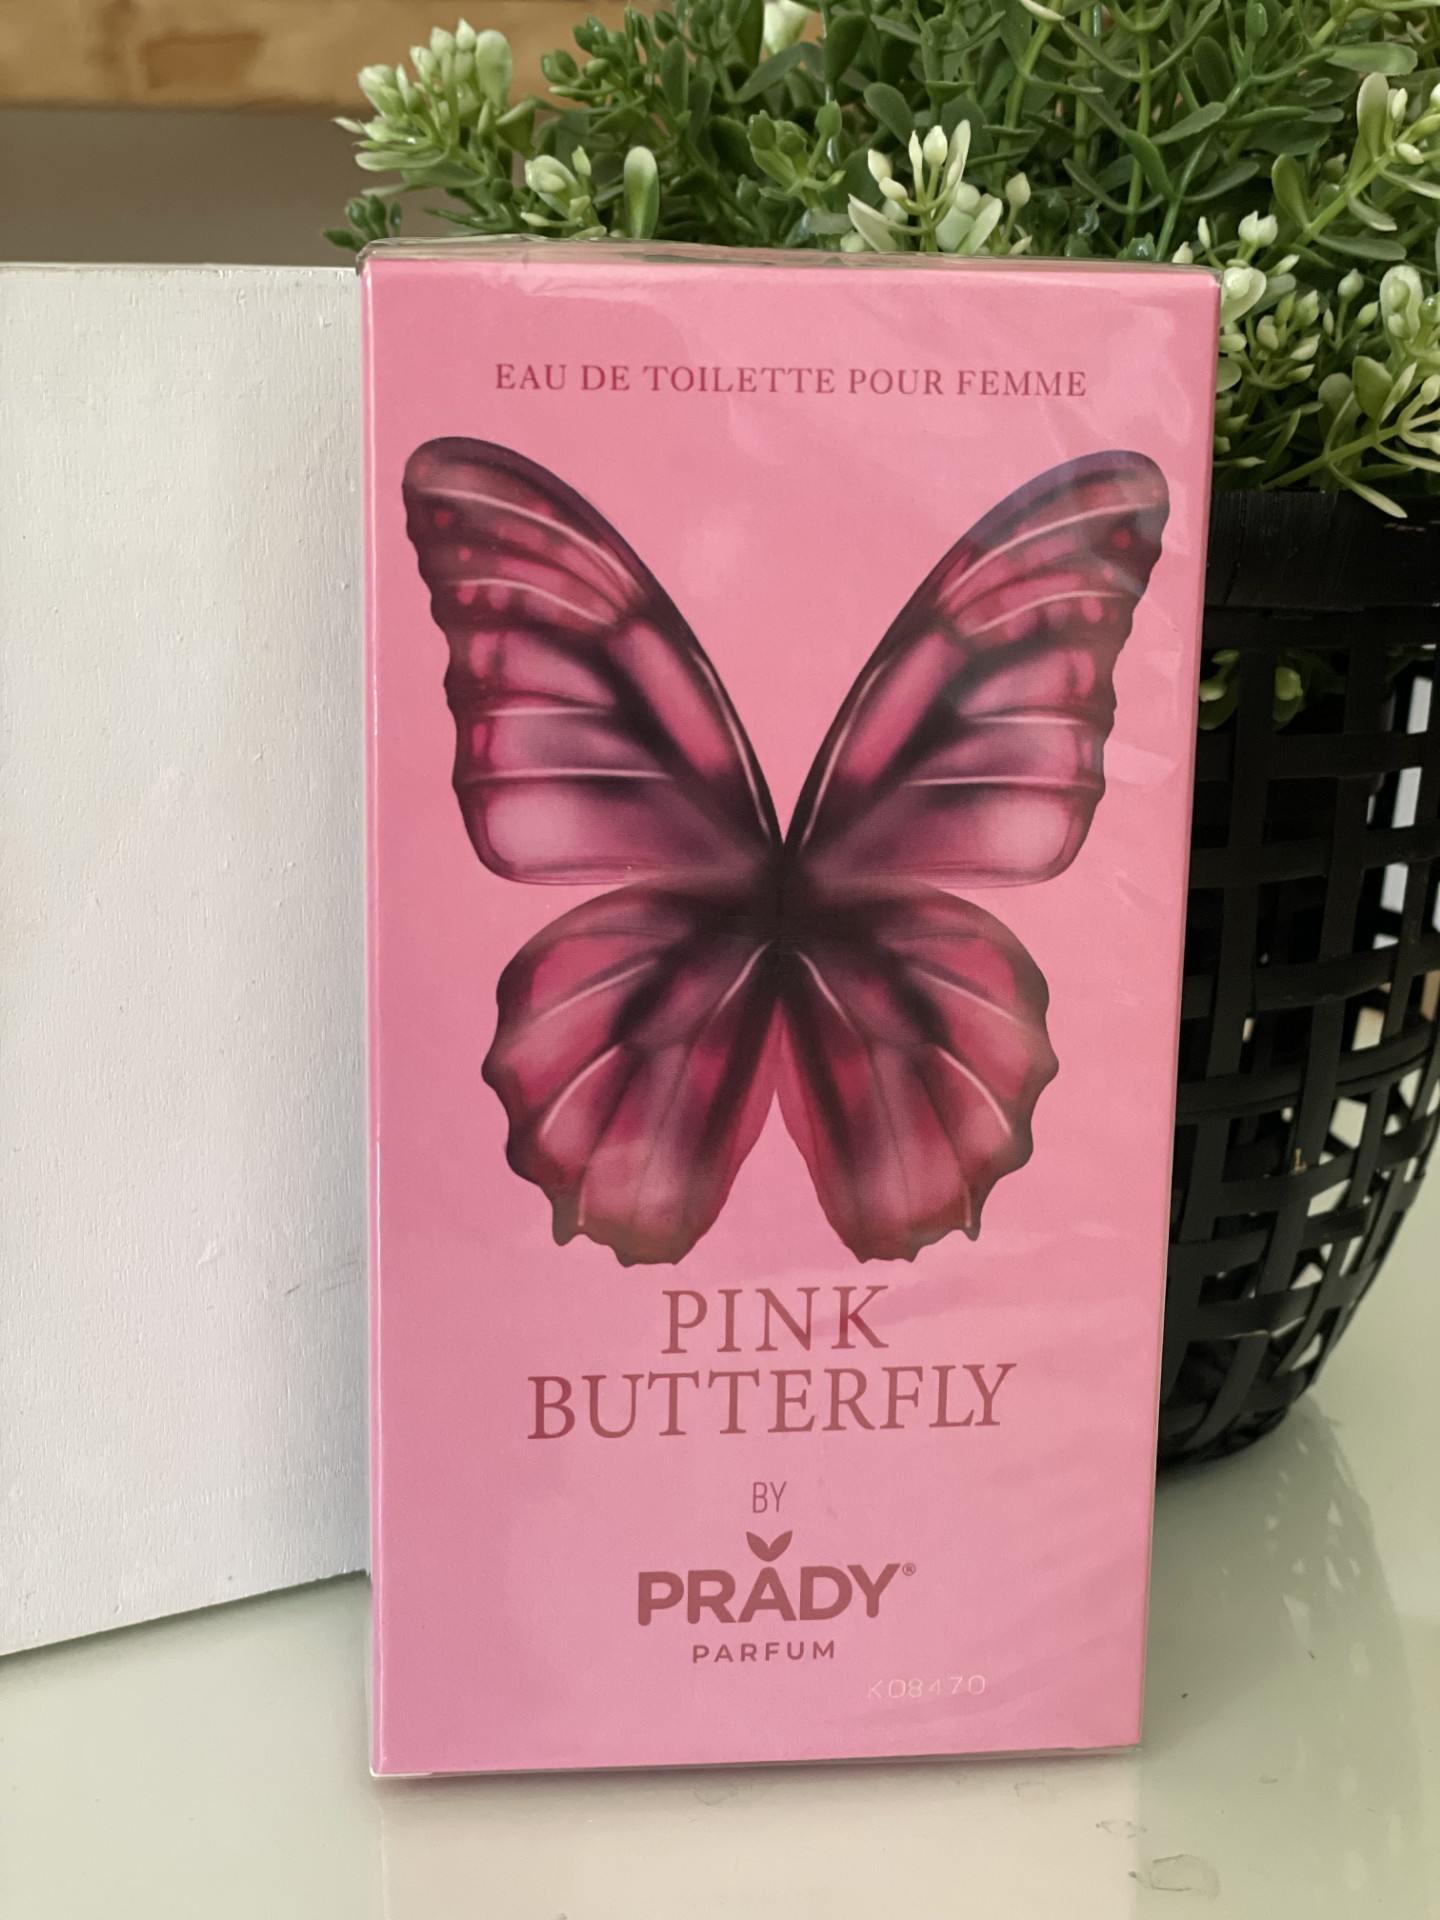 EAU DE TOILETTE POUR FEMME
PINK
BUTTERFLY
BY
PRADY®
PARFUM
K08470